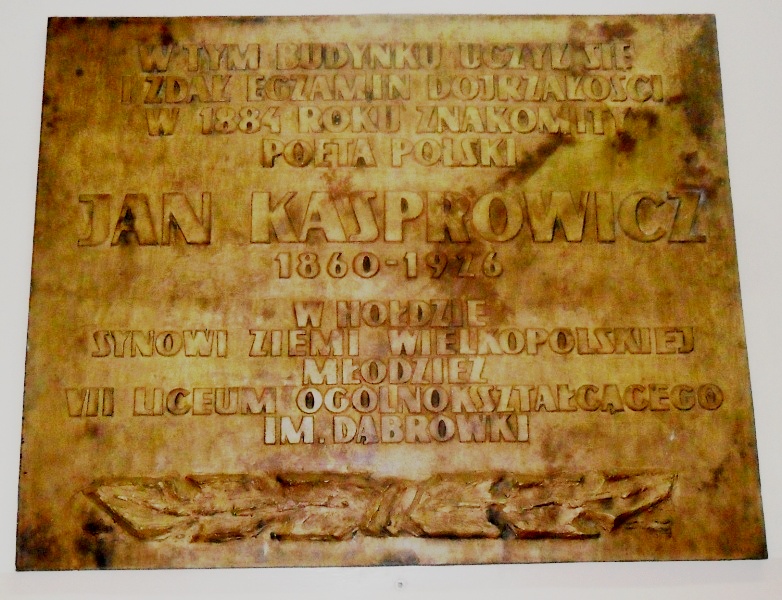 W TYM BUDYNKU UCZYŁ SIĘ
I ZDAŁ EGZAMIN DOJRZAŁOŚCI
W 1884 ROKU ZNAKOMITY
POETA POLSKI
JAN KASPROWICZ
1860-1926
W HOŁDZIE
SYNOWI ZIEMI WIELKOPOLSKIEJ
MŁODZIEŻ
VII LICEUM OGÓLNOKSZTAŁCĄCEGO
IM. DĄBRÓWKI